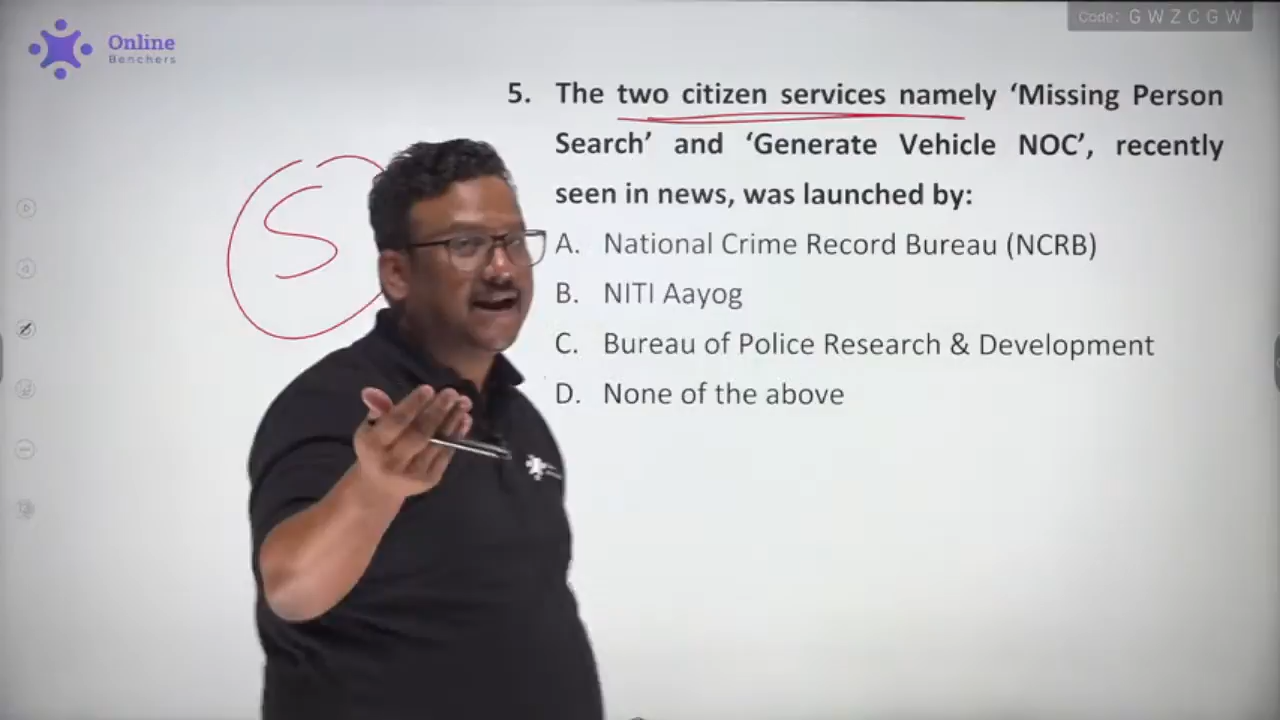 Online
Benchers
Code: G W Z C G W
5. The two citizen services namely ‘Missing Person
Search’ and ‘Generate Vehicle NOC’, recently
seen in news, was launched by:
A. National Crime Record Bureau (NCRB)
B. NITI Aayog
C. Bureau of Police Research & Development
D. None of the above
S